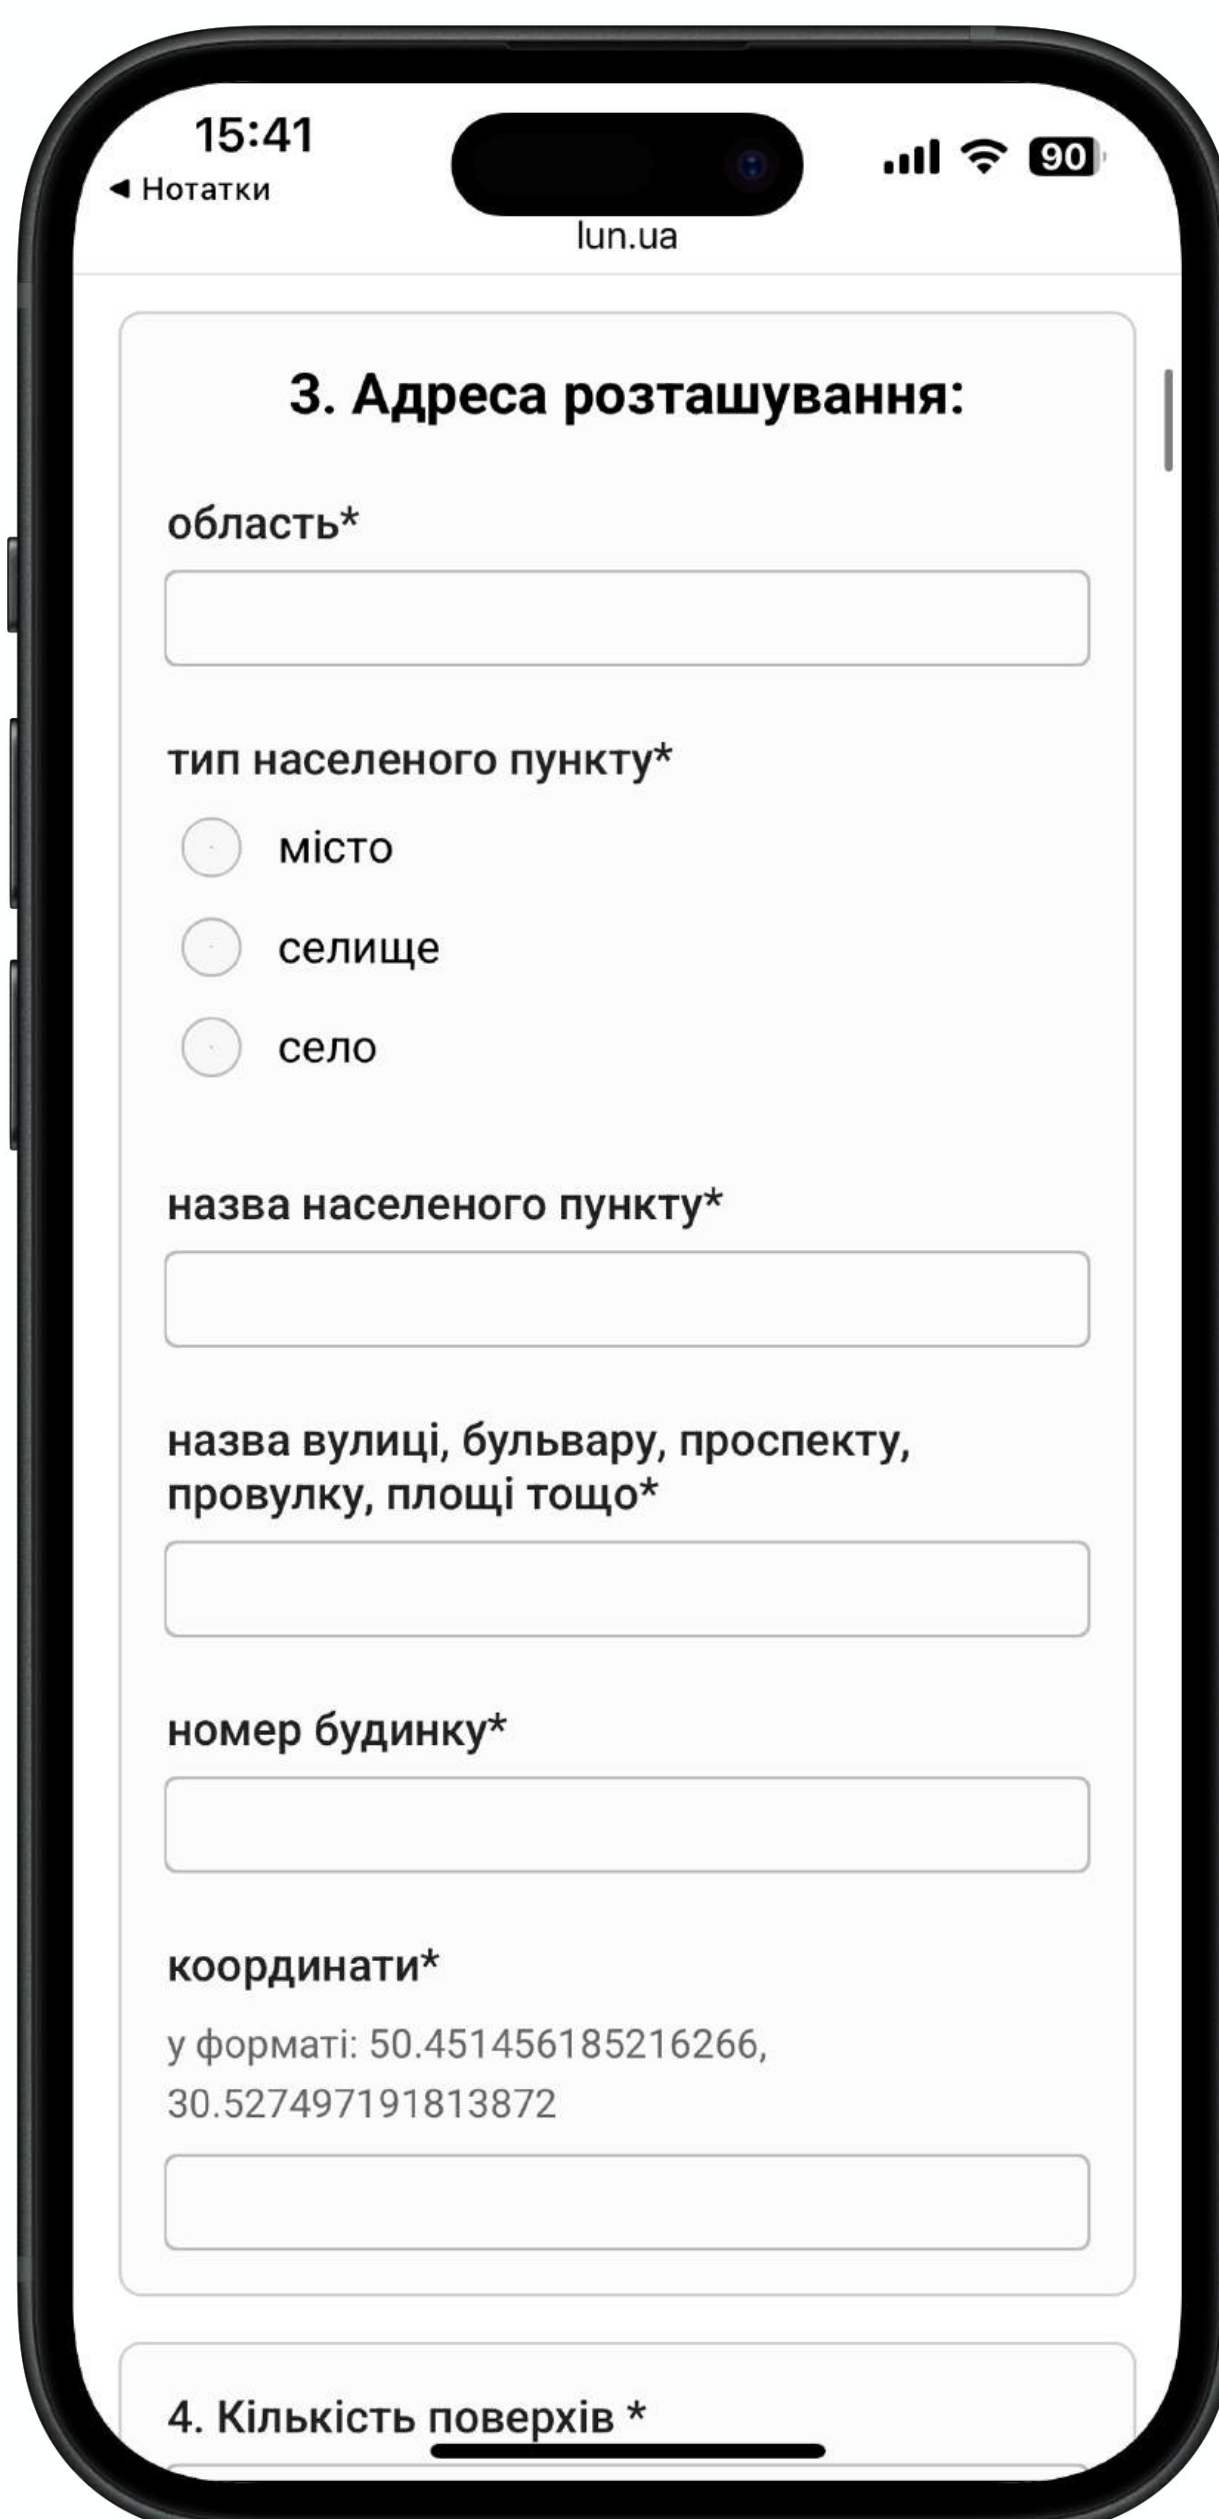 15:41
90
◀ Нотатки
lun.ua
3. Адреса розташування:
область*
тип населеного пункту*
місто
селище
село
назва населеного пункту*
назва вулиці, бульвару, проспекту,
провулку, площі тощо*
номер будинку*
координати*
у форматі: 50.451456185216266,
30.527497191813872
4. Кількість поверхів *